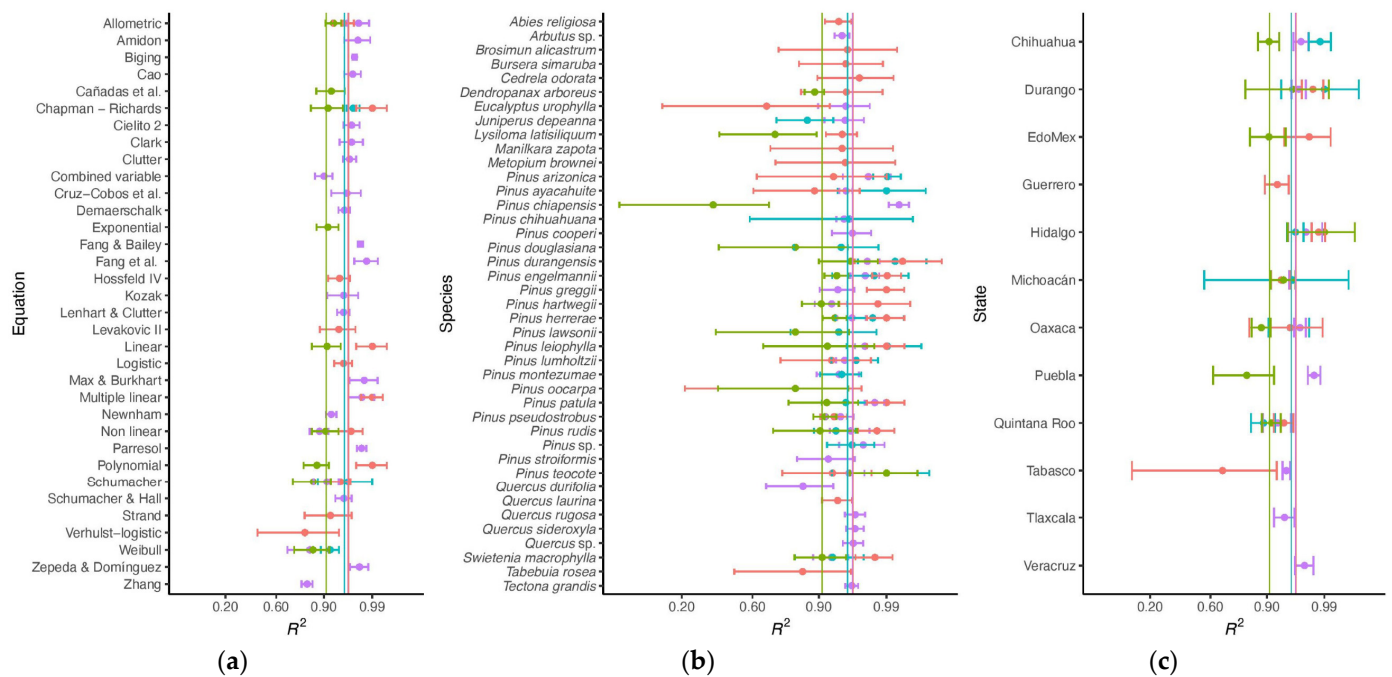 Equation
Allometric
Amidon
Biging
Cao
Cañadas et al.
Chapman − Richards
Cielito 2
Clark
Clutter
Combined variable
Cruz−Cobos et al.
Demaerschalk
Exponential
Fang & Bailey
Fang et al.
Hossfeld IV
Kozak
Lenhart & Clutter
Levakovic II
Linear
Logistic
Max & Burkhart
Multiple linear
Newnham
Non linear
Parresol
Polynomial
Schumacher
Schumacher & Hall
Strand
Verhulst−logistic
Weibull
Zepeda & Domínguez
Zhang
0.20 0.60 0.90 0.99
R²
(a)
Species
Abies religiosa
Arbutus sp.
Brosimun alicastrum
Bursera simaruba
Cedrela odorata
Dendropanax arboreus
Eucalyptus urophylla
Juniperus depeanna
Lysiloma latisiliquum
Manilkara zapota
Metopium brownei
Pinus arizonica
Pinus ayacahuite
Pinus chiapensis
Pinus chihuahuana
Pinus cooperi
Pinus douglasiana
Pinus durangensis
Pinus engelmannii
Pinus greggii
Pinus hartwegii
Pinus herrerae
Pinus lawsonii
Pinus leiophylla
Pinus lumholtzii
Pinus montezumae
Pinus oocarpa
Pinus patula
Pinus pseudostrobus
Pinus rudis
Pinus sp.
Pinus stroiformis
Pinus teocote
Quercus durifolia
Quercus laurina
Quercus rugosa
Quercus sideroxyla
Quercus sp.
Swietenia macrophylla
Tabebuia rosea
Tectona grandis
0.20 0.60 0.90 0.99
R²
(b)
State
Chihuahua
Durango
EdoMex
Guerrero
Hidalgo
Michoacán
Oaxaca
Puebla
Quintana Roo
Tabasco
Tlaxcala
Veracruz
0.20 0.60 0.90 0.99
R²
(c)